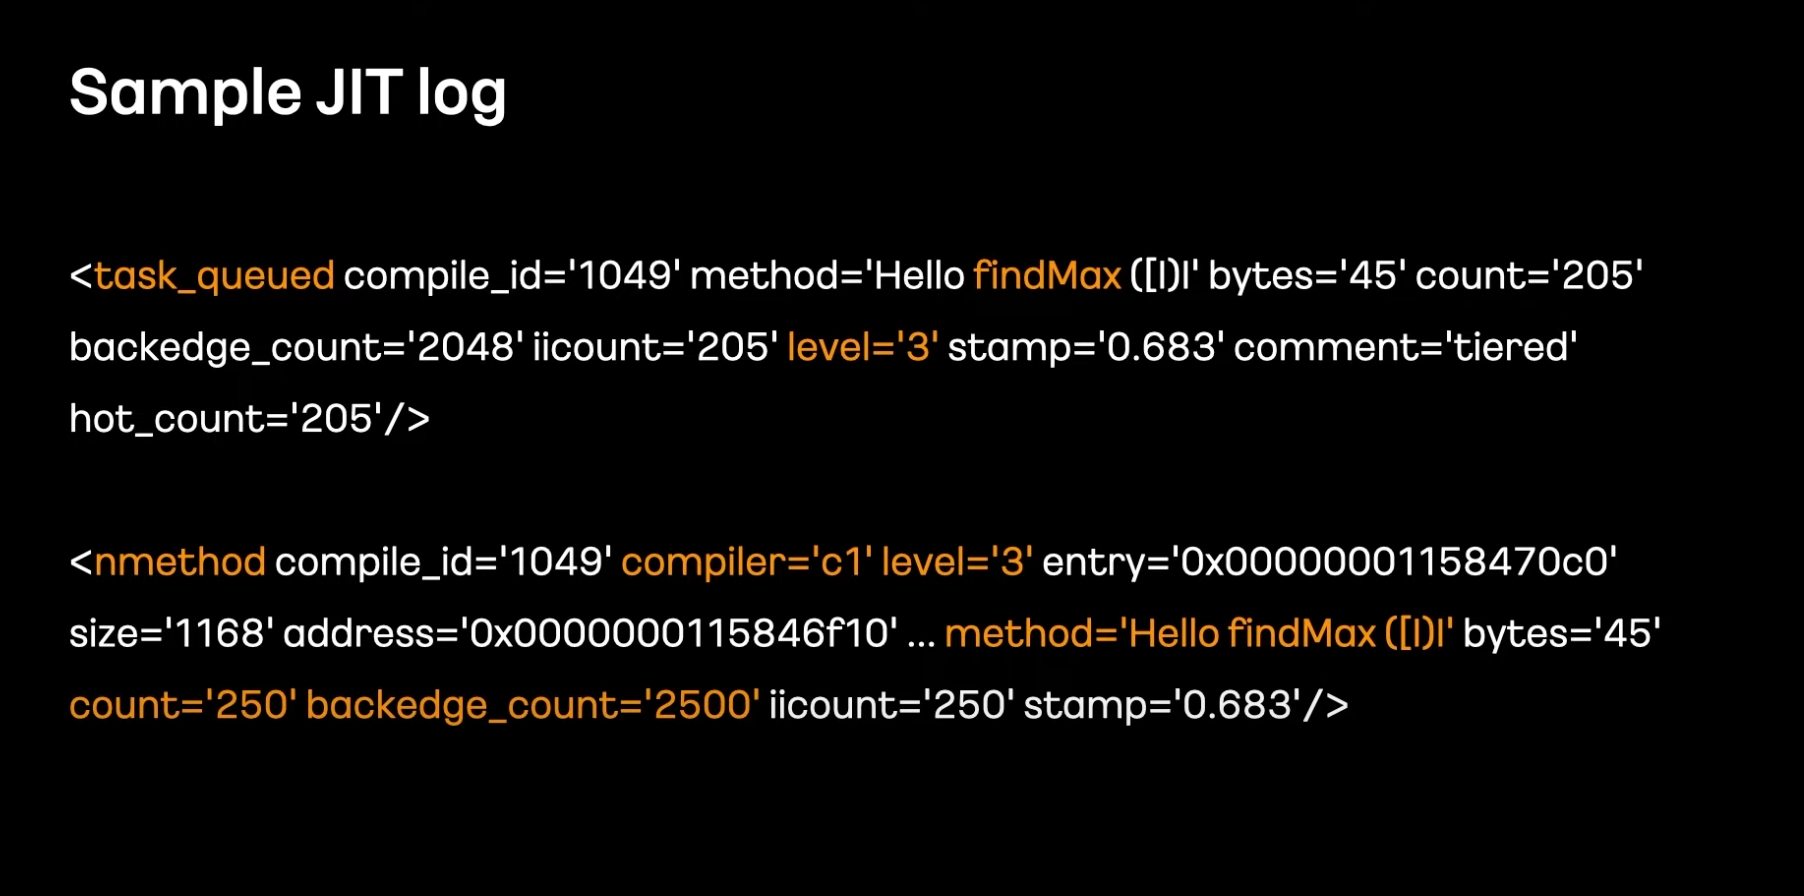 Sample JIT log
<task_queued compile_id='1049' method='Hello findMax ([I)I' bytes='45' count='205'
backedge_count='2048' iicount='205' level='3' stamp='0.683' comment='tiered'
hot_count='205'/>
<nmethod compile_id='1049' compiler='c1' level='3' entry='0x00000001158470c0'
size='1168' address='0x0000000115846f10' ... method='Hello findMax ([I)I' bytes='45'
count='250' backedge_count='2500' iicount='250' stamp='0.683'/>